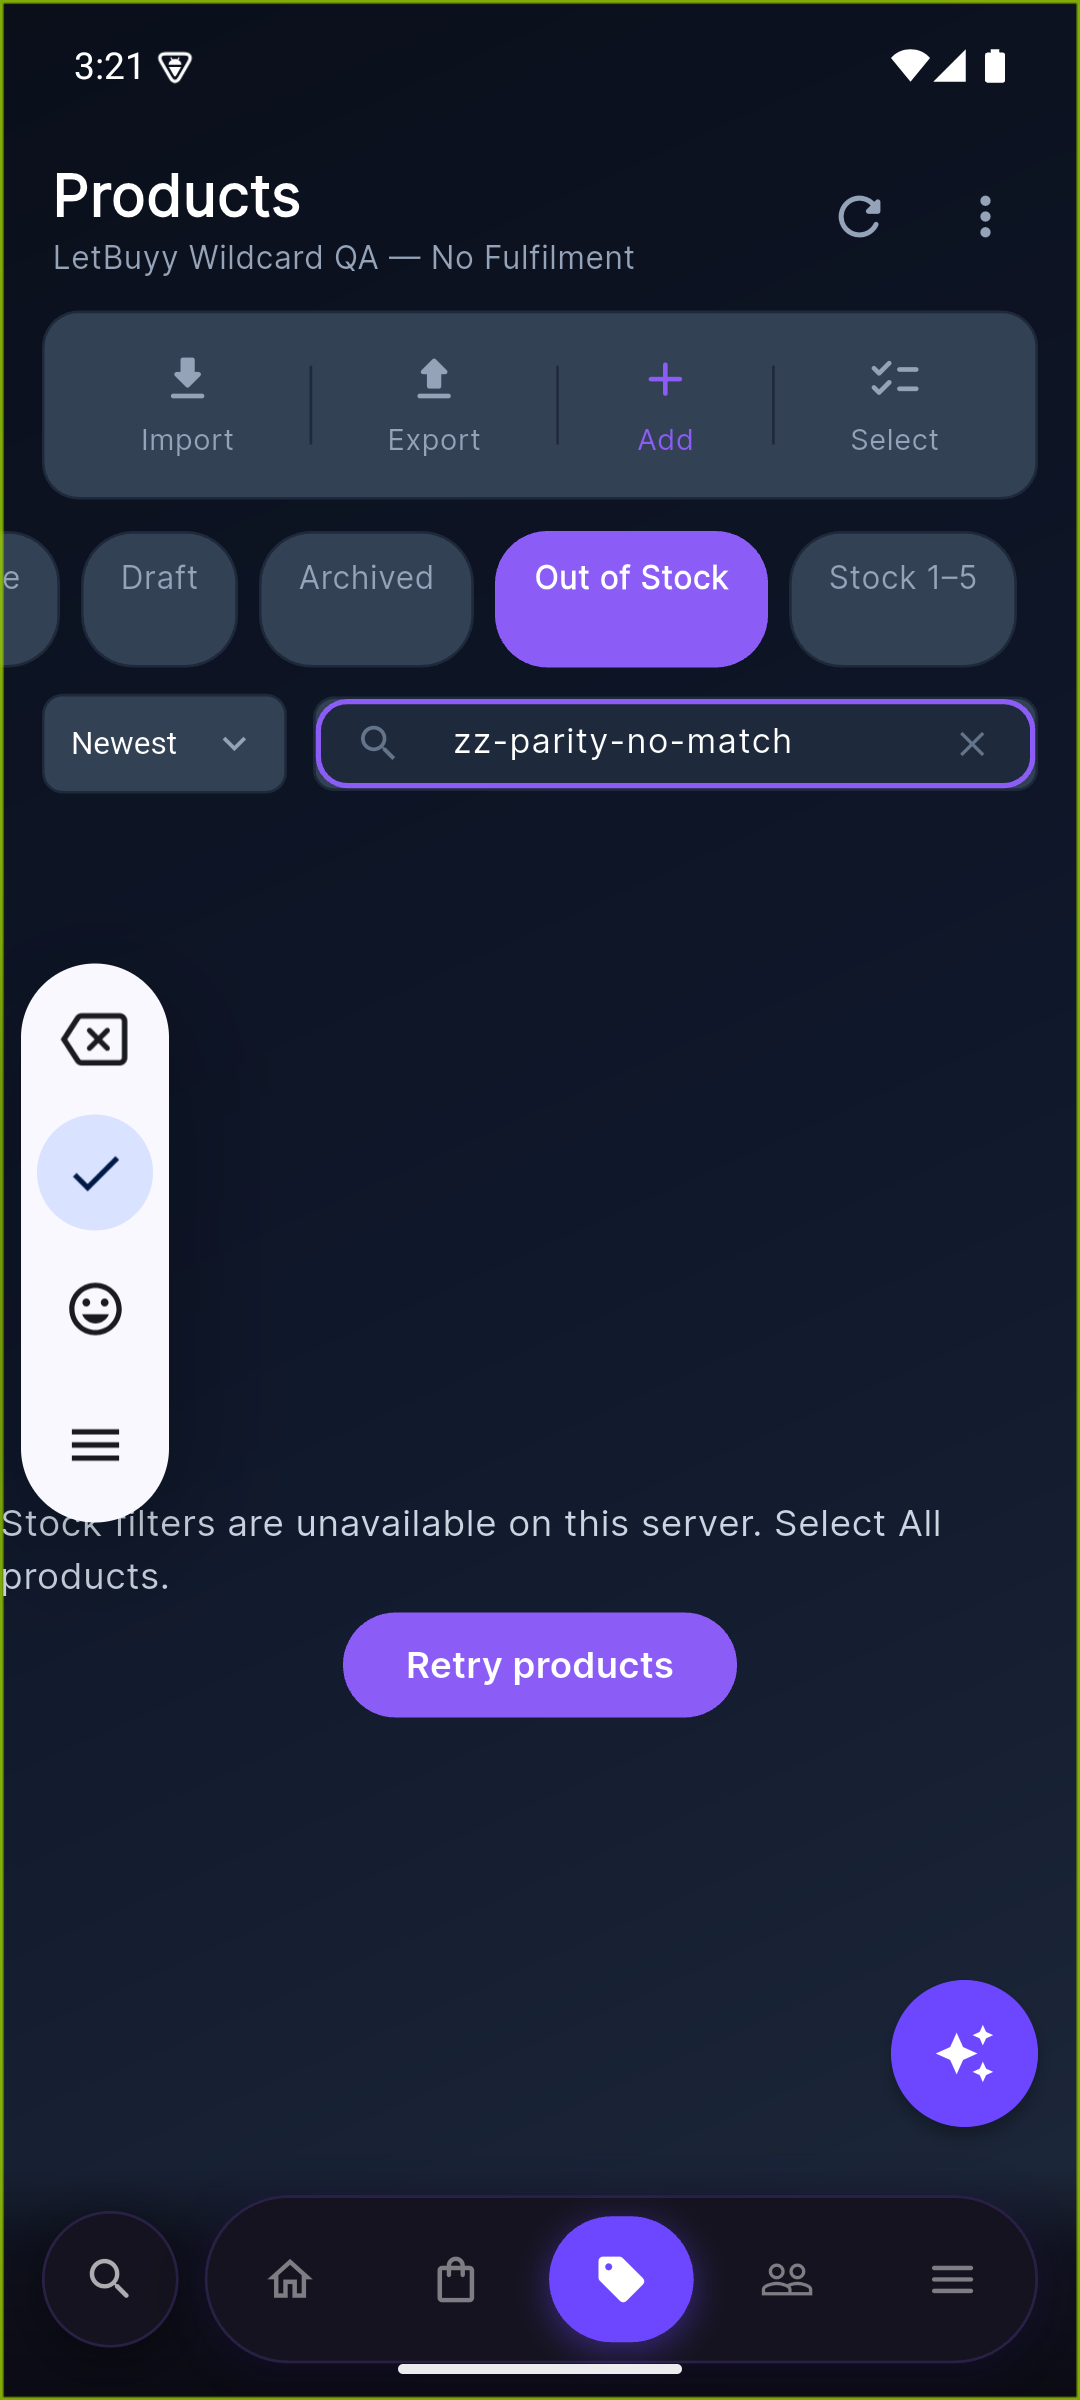 3:21
Products
LetBuyy Wildcard QA — No Fulfilment
Import
Export
Add
Select
e
Draft
Archived
Out of Stock
Stock 1–5
Newest
zz-parity-no-match
Stock filters are unavailable on this server. Select All
products.
Retry products